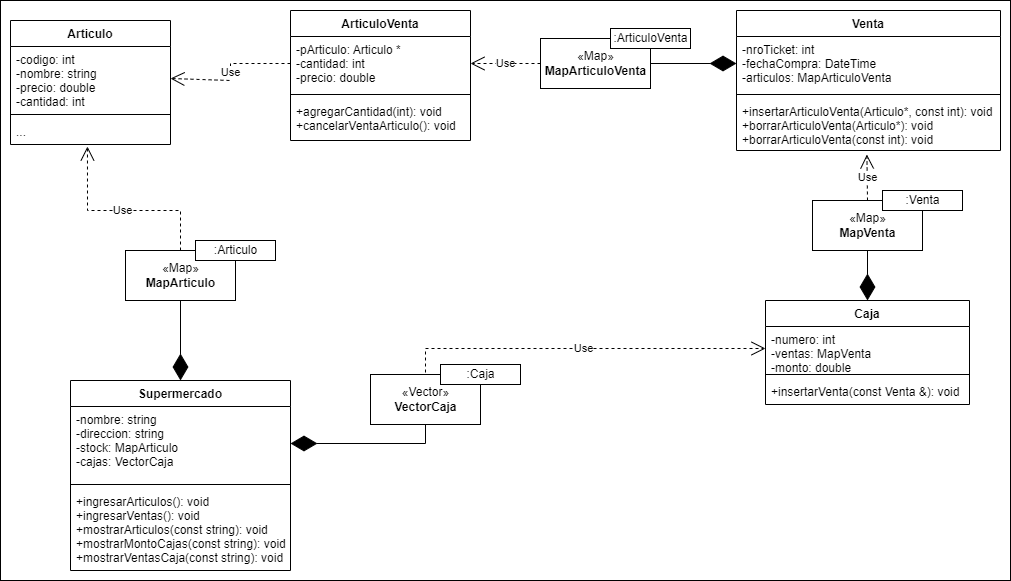 Articulo
-codigo: int
-nombre: string
-precio: double
-cantidad: int
...
Use
ArticuloVenta
-pArticulo: Articulo *
-cantidad: int
-precio: double
+agregarCantidad(int): void
+cancelarVentaArticulo(): void
Use
:ArticuloVenta
«Map»
MapArticuloVenta
Venta
-nroTicket: int
-fechaCompra: DateTime
-articulos: MapArticuloVenta
+insertarArticuloVenta(Articulo*, const int): void
+borrarArticuloVenta(Articulo*): void
+borrarArticuloVenta(const int): void
Use
:Venta
«Map»
MapVenta
Use
:Articulo
«Map»
MapArticulo
Caja
-numero: int
-ventas: MapVenta
-monto: double
+insertarVenta(const Venta &): void
Use
:Caja
«Vector»
VectorCaja
Supermercado
-nombre: string
-direccion: string
-stock: MapArticulo
-cajas: VectorCaja
+ingresarArticulos(): void
+ingresarVentas(): void
+mostrarArticulos(const string): void
+mostrarMontoCajas(const string): void
+mostrarVentasCaja(const string): void